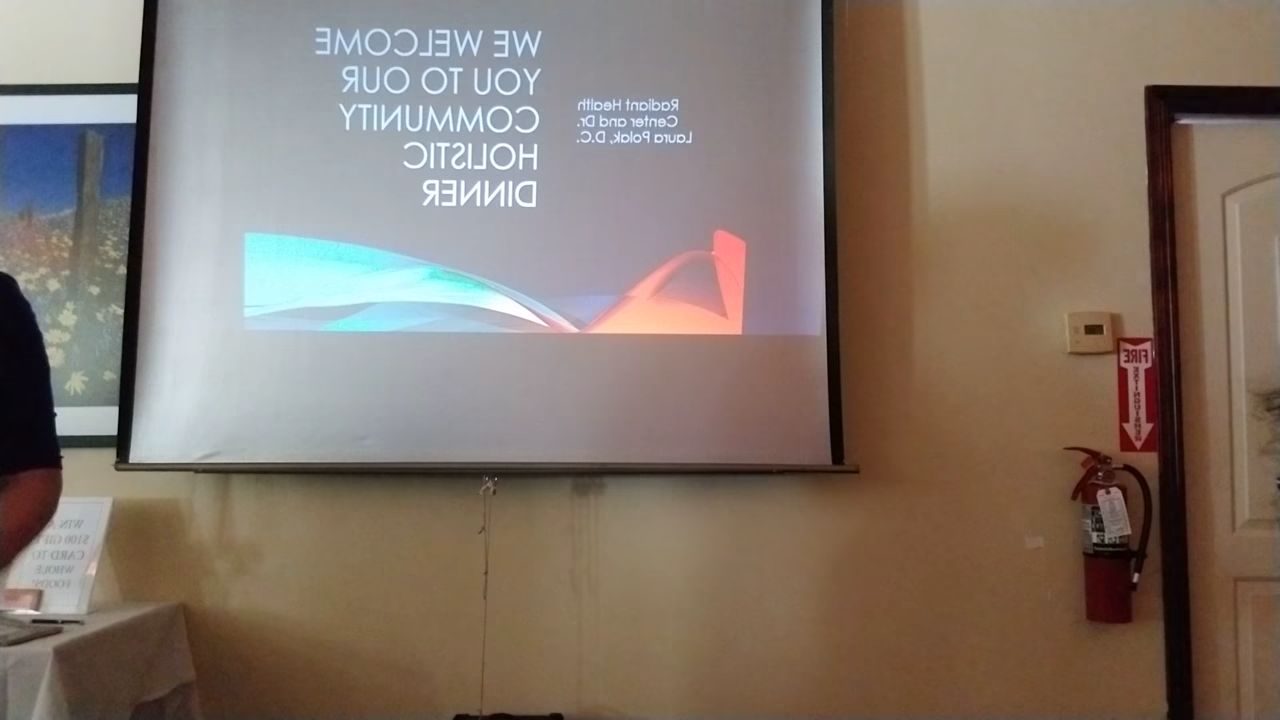 WE WELCOME
YOU TO OUR
COMMUNITY
HOLISTIC
DINNER
Radiant Health
Center and Dr.
Laura Polak, D.C.
FIRE
EXTINGUISHER
WIN A
$100 GIFT
CARD TO
WHOLE
FOODS!